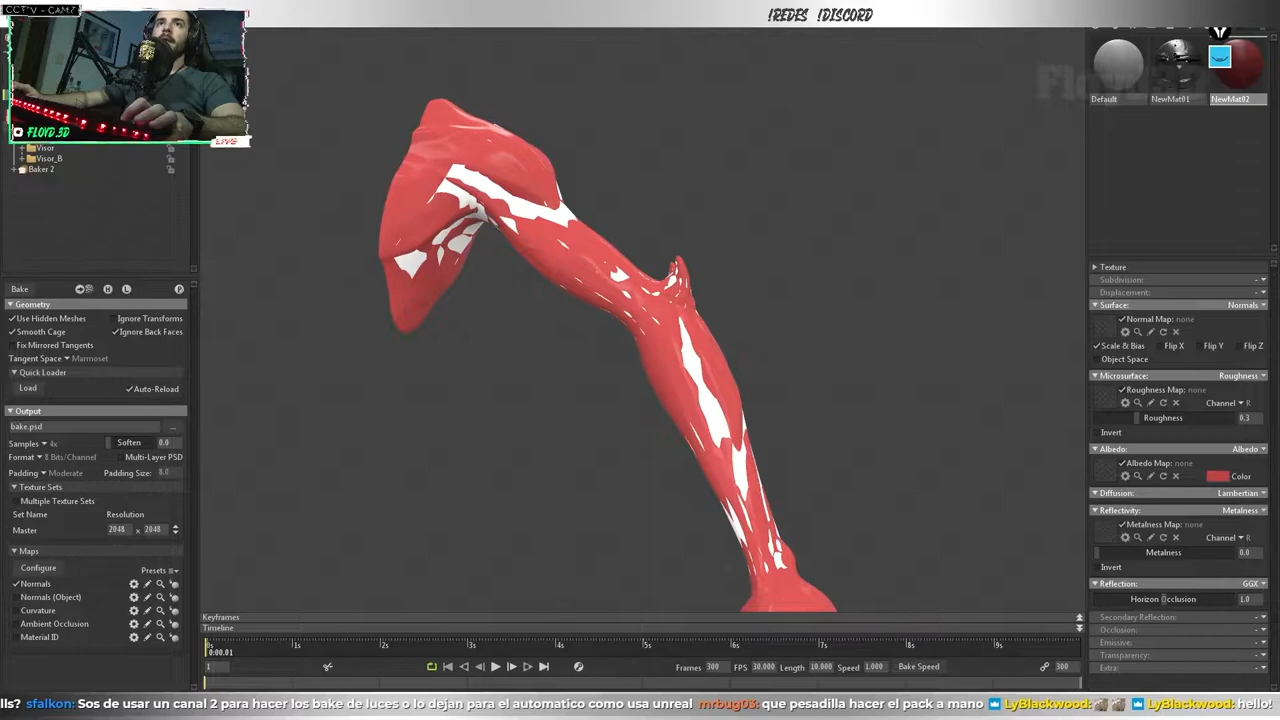 CCTV - CAM2
!REDES !DISCORD
FLOYD.3D
LIVE
Floyd.3D
Default
NewMat01
NewMat02
Visor
Visor_B
Baker 2
Bake
H
L
P
Geometry
Use Hidden Meshes
Ignore Transforms
Smooth Cage
Ignore Back Faces
Fix Mirrored Tangents
Tangent Space
Marmoset
Quick Loader
Load
Auto-Reload
Output
bake.psd
...
Samples
4x
Soften
0.0
Format
8 Bits/Channel
Multi-Layer PSD
Padding
Moderate
Padding Size:
8.0
Texture Sets
Multiple Texture Sets
Set Name
Resolution
Master
2048
x
2048
Maps
Configure
Presets
Normals
Normals (Object)
Curvature
Ambient Occlusion
Material ID
Texture
Subdivision:
Displacement:
Surface:
Normals
Normal Map: none
Scale & Bias
Flip X
Flip Y
Flip Z
Object Space
Microsurface:
Roughness
Roughness Map: none
Channel
R
Roughness
0.3
Invert
Albedo:
Albedo
Albedo Map: none
Color
Diffusion:
Lambertian
Reflectivity:
Metalness
Metalness Map: none
Channel
R
Metalness
0.0
Invert
Reflection:
GGX
Horizon Occlusion
1.0
Secondary Reflection:
Occlusion:
Emissive:
Transparency:
Extra:
Keyframes
Timeline
0s
1s
2s
3s
4s
5s
6s
7s
8s
9s
0:00.01
1
Frames
300
FPS
30.000
Length
10.000
Speed
1.000
Bake Speed
300
lls? sfalkon: Sos de usar un canal 2 para hacer los bake de luces o lo dejan para el automatico como usa unreal mrbug03: que pesadilla hacer el pack a mano LyBlackwood: LyBlackwood: hello!